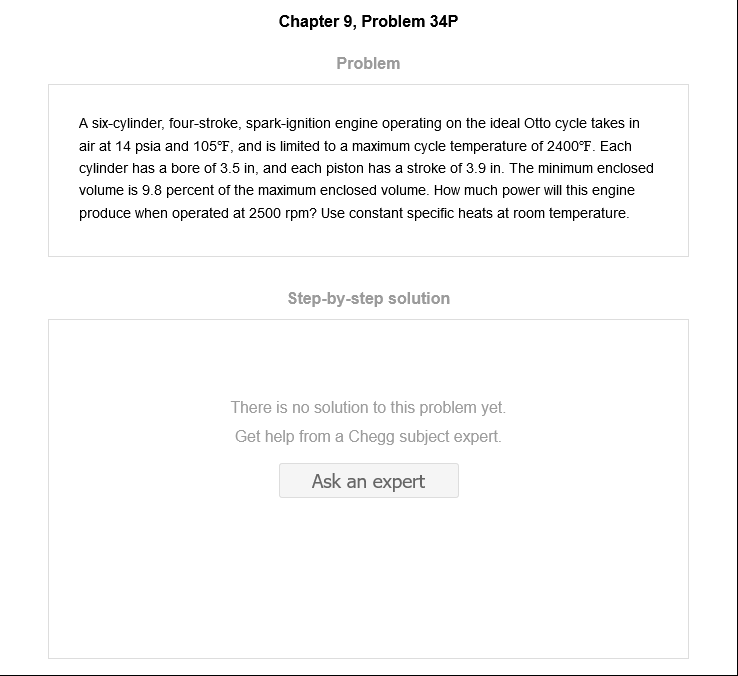 Chapter 9, Problem 34P
Problem
A six-cylinder, four-stroke, spark-ignition engine operating on the ideal Otto cycle takes in
air at 14 psia and 105°F, and is limited to a maximum cycle temperature of 2400°F. Each
cylinder has a bore of 3.5 in, and each piston has a stroke of 3.9 in. The minimum enclosed
volume is 9.8 percent of the maximum enclosed volume. How much power will this engine
produce when operated at 2500 rpm? Use constant specific heats at room temperature.
Step-by-step solution
There is no solution to this problem yet.
Get help from a Chegg subject expert.
Ask an expert